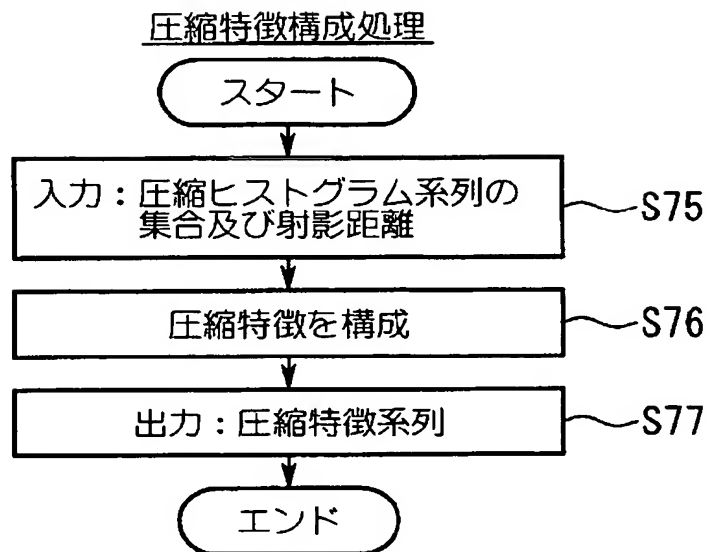 圧縮特徴構成処理
スタート
入力：圧縮ヒストグラム系列の
集合及び射影距離
S75
圧縮特徴を構成
S76
出力：圧縮特徴系列
S77
エンド